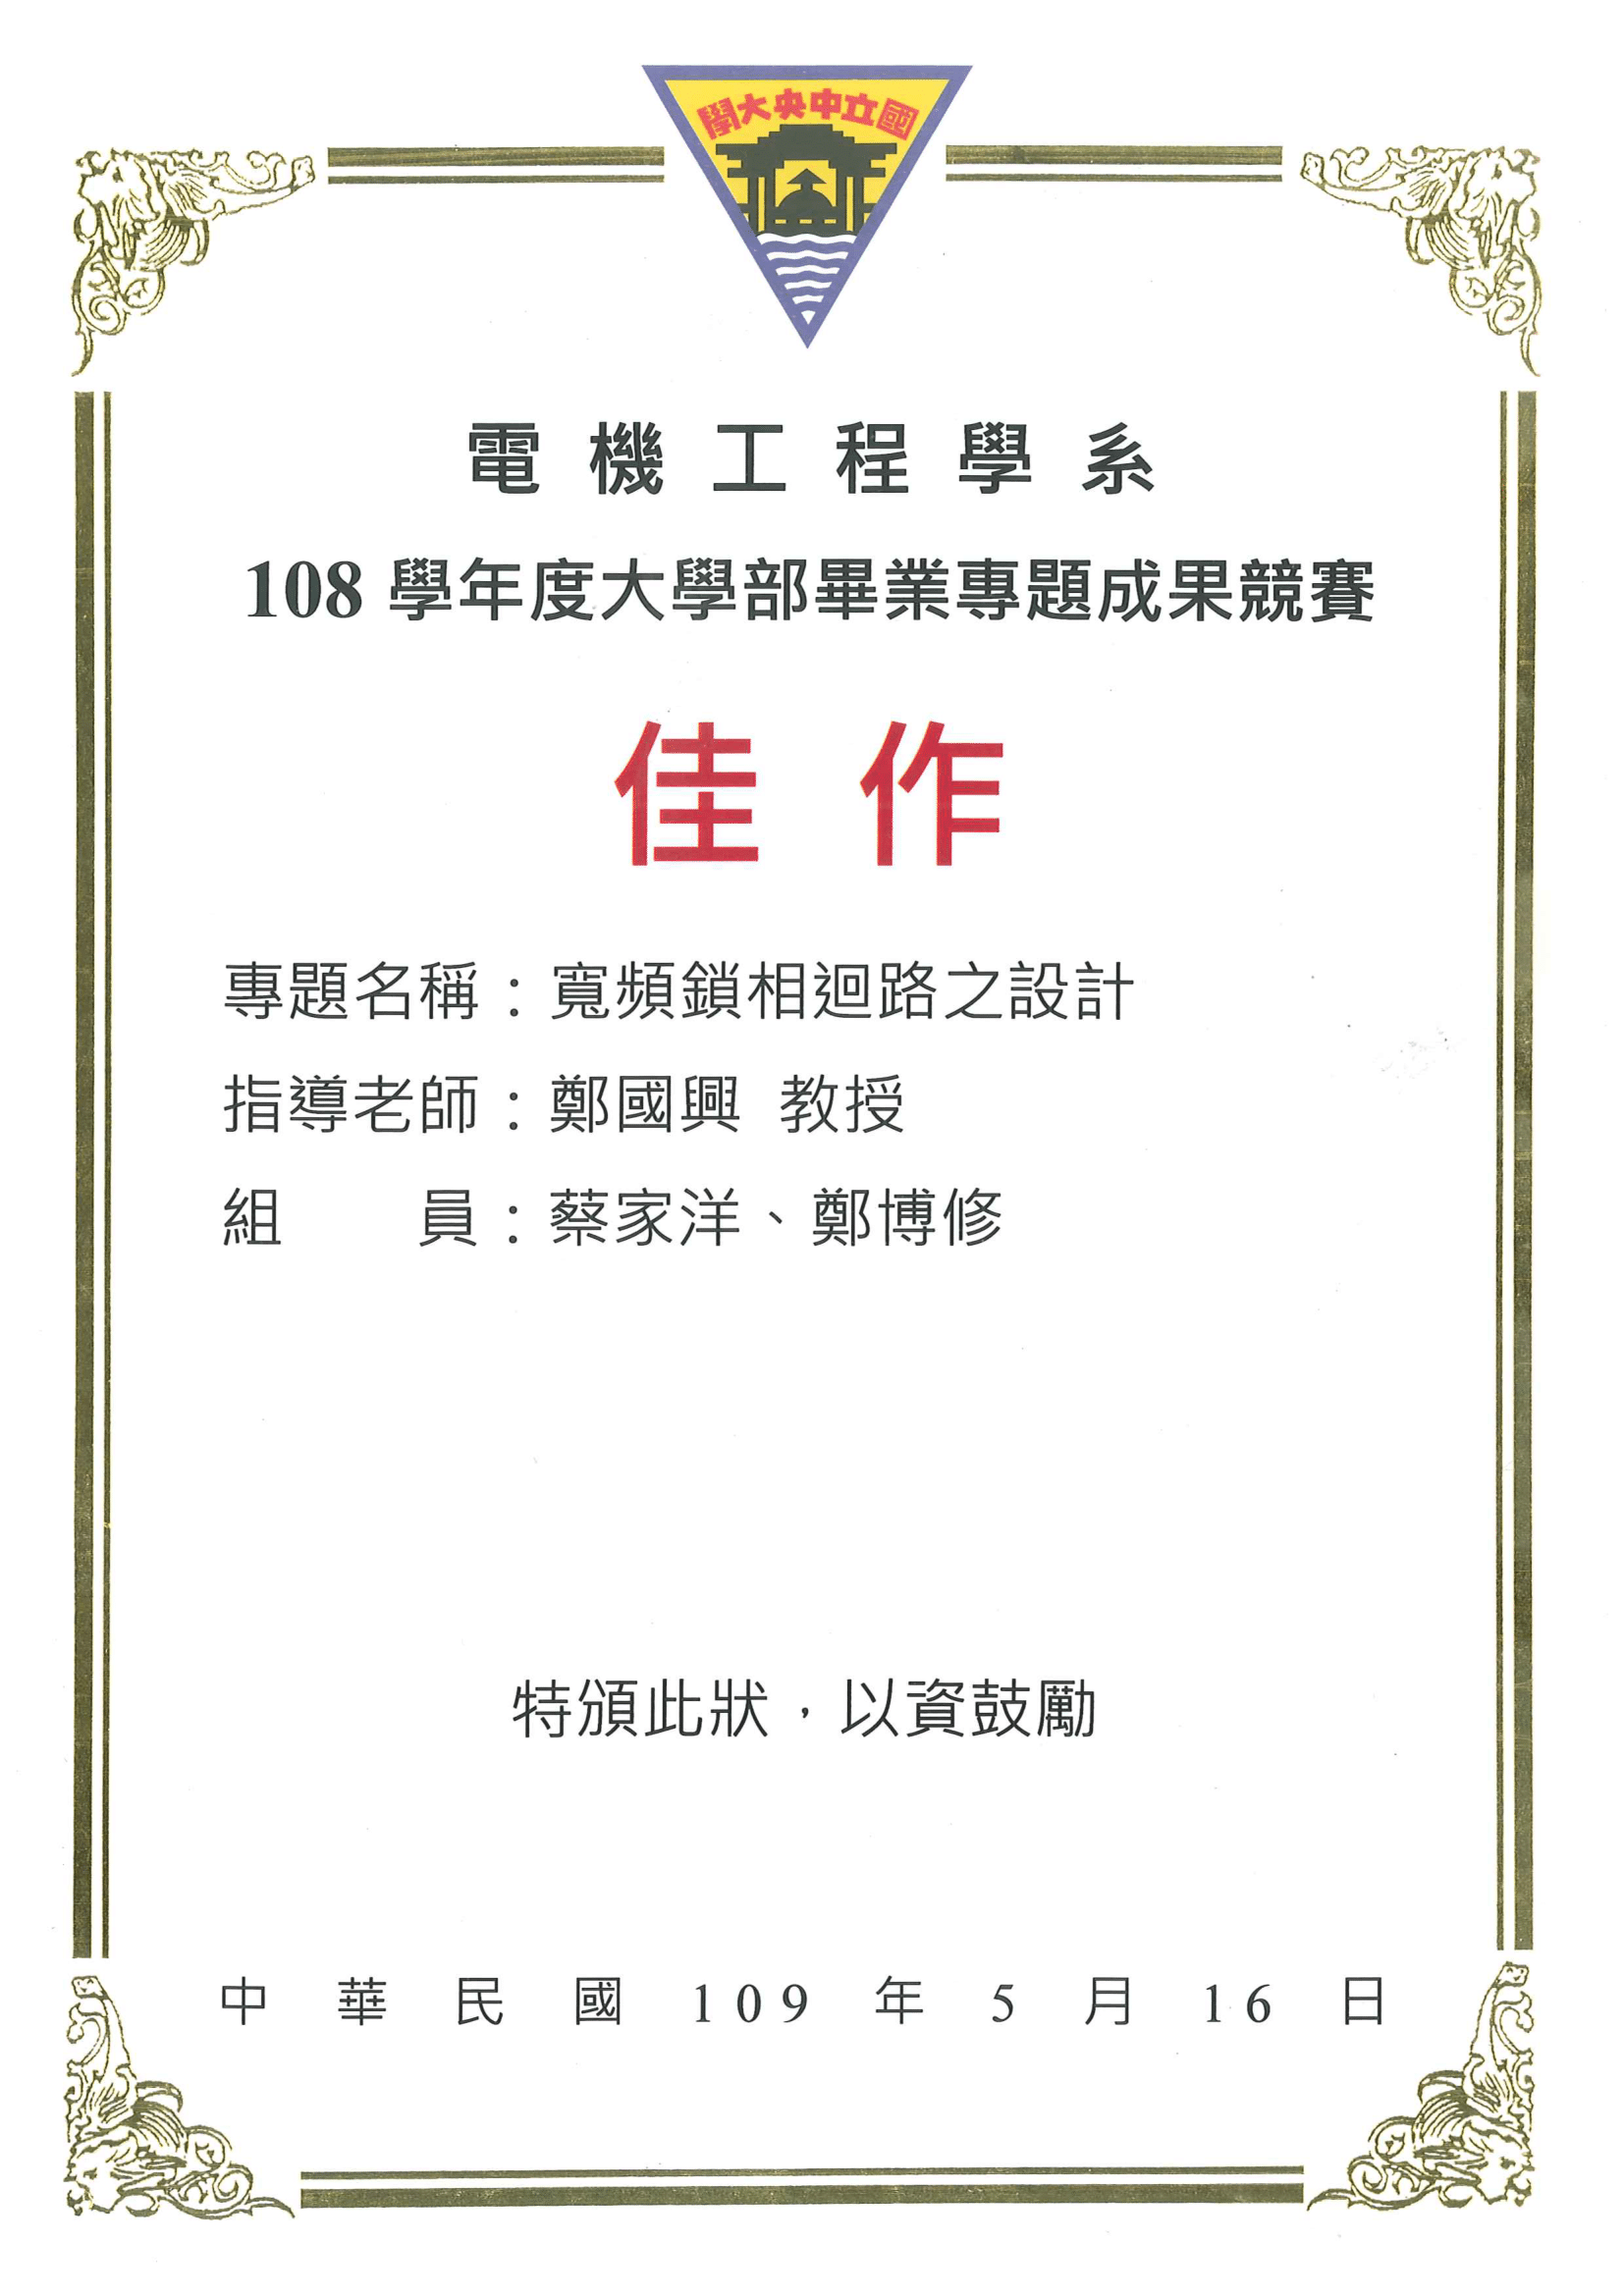 國立中央大學
電機工程學系
108 學年度大學部畢業專題成果競賽
佳作
專題名稱：寬頻鎖相迴路之設計
指導老師：鄭國興 教授
組員：蔡家洋、鄭博修
特頒此狀，以資鼓勵
中華民國 109 年 5 月 16 日